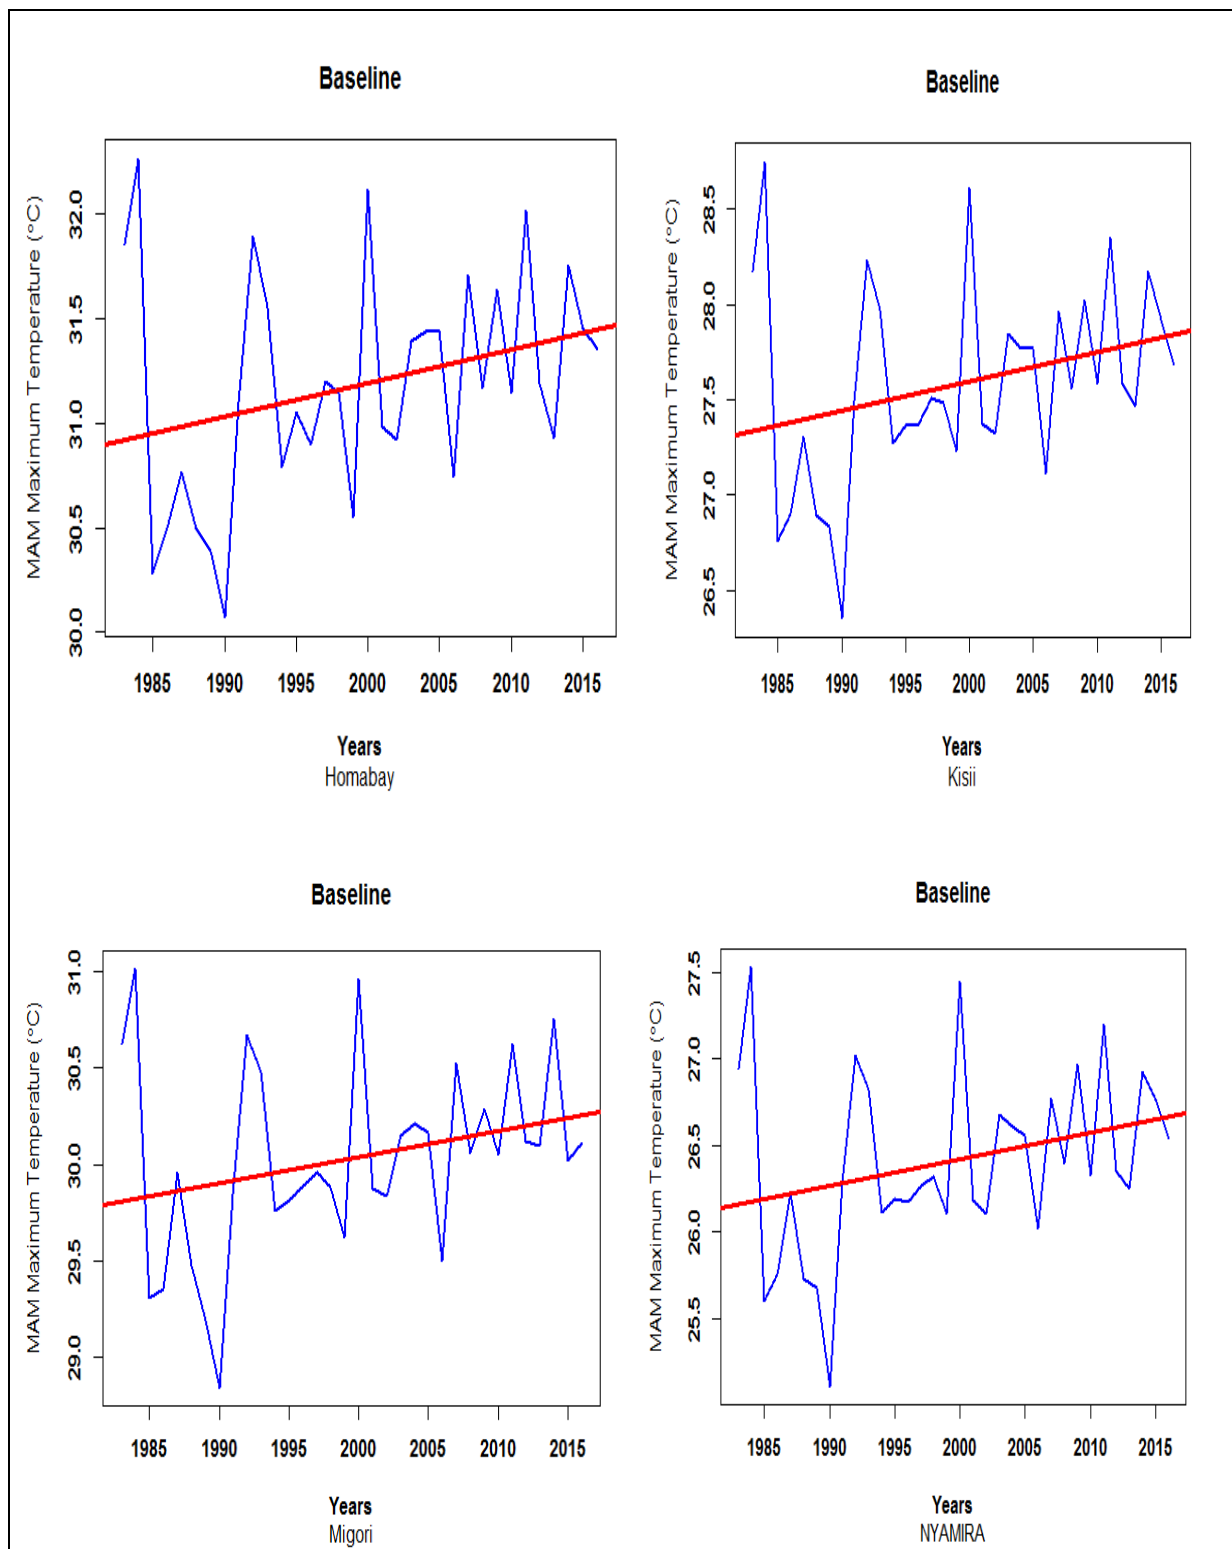 Baseline
MAM Maximum Temperature (°C)
32.0
31.5
31.0
30.5
30.0
1985 1990 1995 2000 2005 2010 2015
Years
Homabay
Baseline
MAM Maximum Temperature (°C)
28.5
28.0
27.5
27.0
26.5
1985 1990 1995 2000 2005 2010 2015
Years
Kisii
Baseline
MAM Maximum Temperature (°C)
31.0
30.5
30.0
29.5
29.0
1985 1990 1995 2000 2005 2010 2015
Years
Migori
Baseline
MAM Maximum Temperature (°C)
27.5
27.0
26.5
26.0
25.5
1985 1990 1995 2000 2005 2010 2015
Years
NYAMIRA